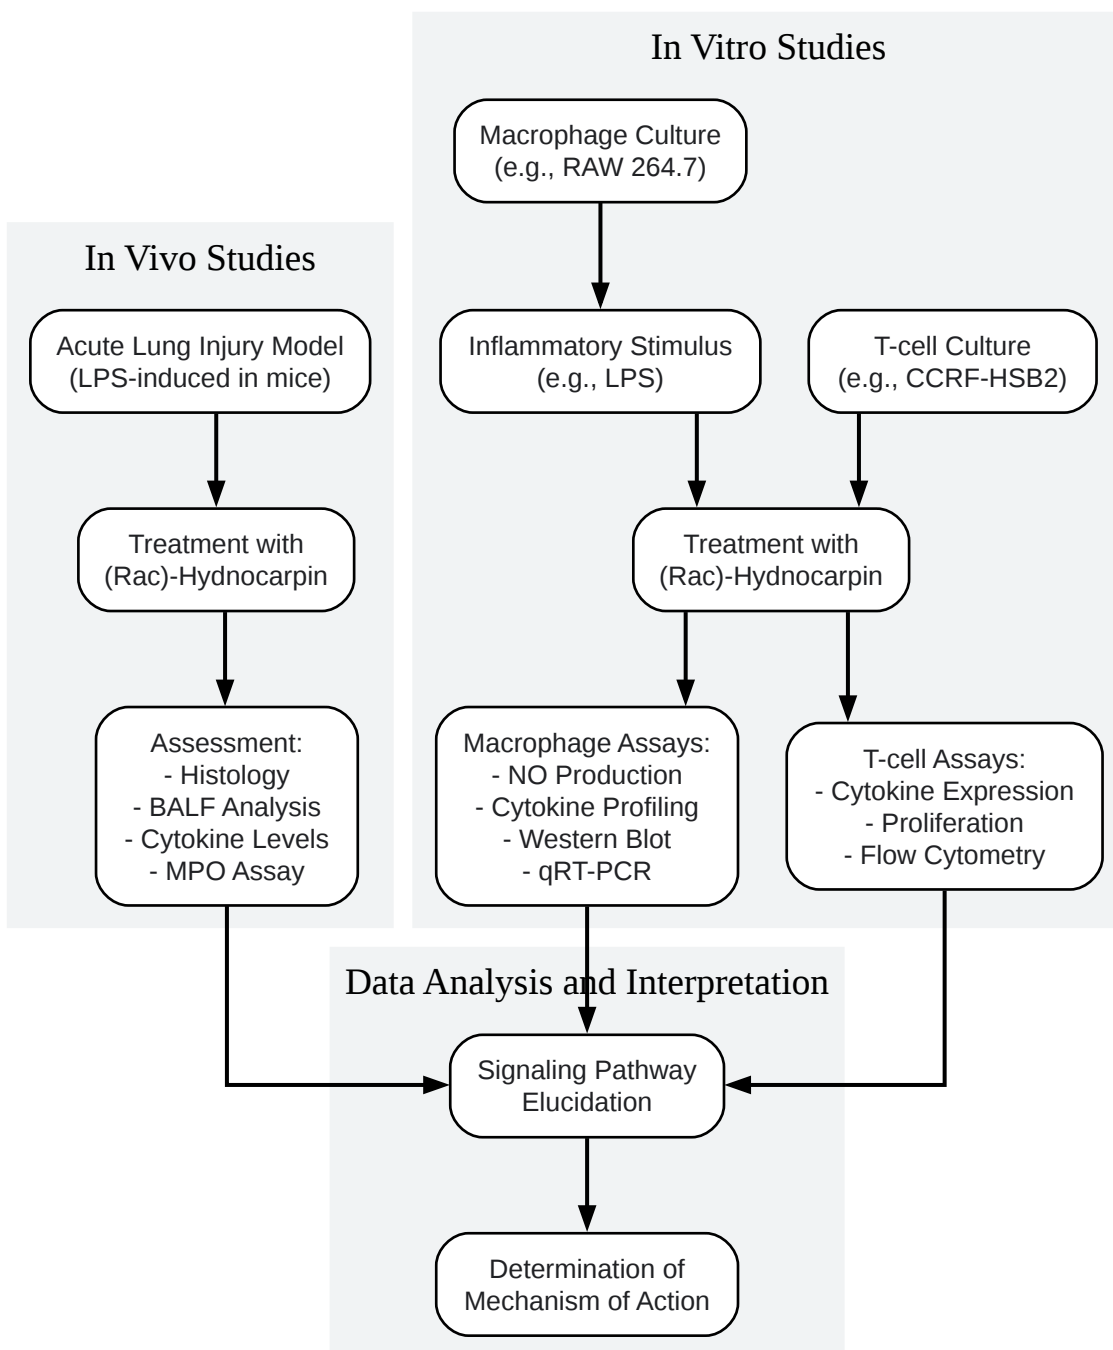 In Vitro Studies
Macrophage Culture
(e.g., RAW 264.7)
In Vivo Studies
Acute Lung Injury Model
(LPS-induced in mice)
Inflammatory Stimulus
(e.g., LPS)
T-cell Culture
(e.g., CCRF-HSB2)
Treatment with
(Rac)-Hydnocarpin
Treatment with
(Rac)-Hydnocarpin
Assessment:
- Histology
- BALF Analysis
- Cytokine Levels
- MPO Assay
Macrophage Assays:
- NO Production
- Cytokine Profiling
- Western Blot
- qRT-PCR
T-cell Assays:
- Cytokine Expression
- Proliferation
- Flow Cytometry
Data Analysis and Interpretation
Signaling Pathway
Elucidation
Determination of
Mechanism of Action